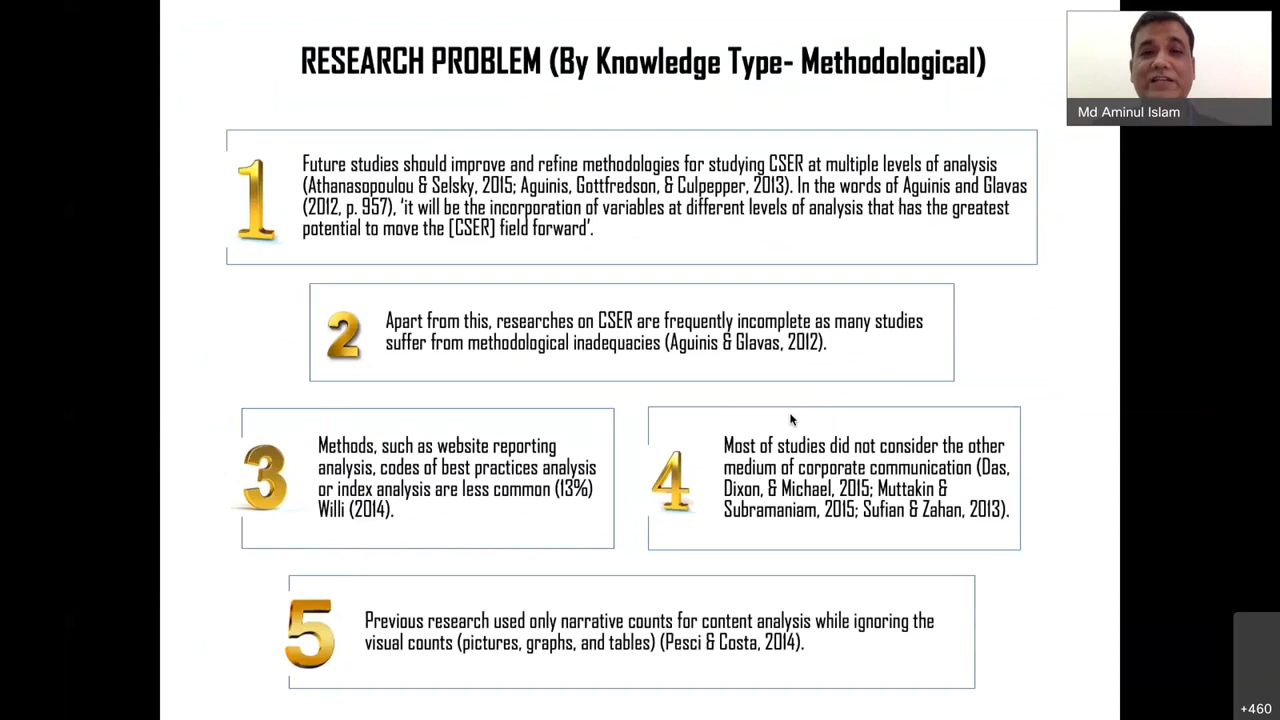 RESEARCH PROBLEM (By Knowledge Type- Methodological)
Md Aminul Islam
1
Future studies should improve and refine methodologies for studying CSER at multiple levels of analysis
(Athanasopoulou & Selsky, 2015; Aguinis, Gottfredson, & Culpepper, 2013). In the words of Aguinis and Glavas
(2012, p. 957), ‘it will be the incorporation of variables at different levels of analysis that has the greatest
potential to move the [CSER] field forward’.
2
Apart from this, researches on CSER are frequently incomplete as many studies
suffer from methodological inadequacies (Aguinis & Glavas, 2012).
3
Methods, such as website reporting
analysis, codes of best practices analysis
or index analysis are less common (13%)
Willi (2014).
4
Most of studies did not consider the other
medium of corporate communication (Das,
Dixon, & Michael, 2015; Muttakin &
Subramaniam, 2015; Sufian & Zahan, 2013).
5
Previous research used only narrative counts for content analysis while ignoring the
visual counts (pictures, graphs, and tables) (Pesci & Costa, 2014).
+460